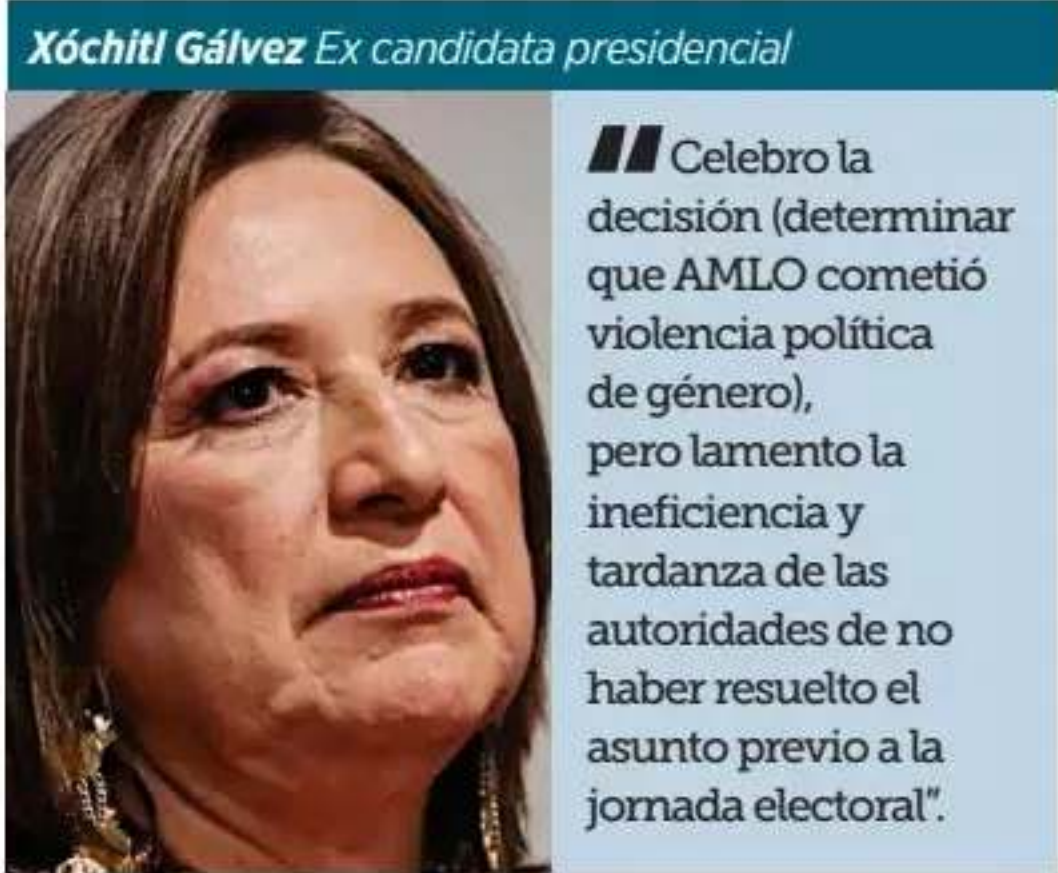 Xóchitl Gálvez Ex candidata presidencial
"Celebro la
decisión (determinar
que AMLO cometió
violencia política
de género),
pero lamento la
ineficiencia y
tardanza de las
autoridades de no
haber resuelto el
asunto previo a la
jornada electoral".